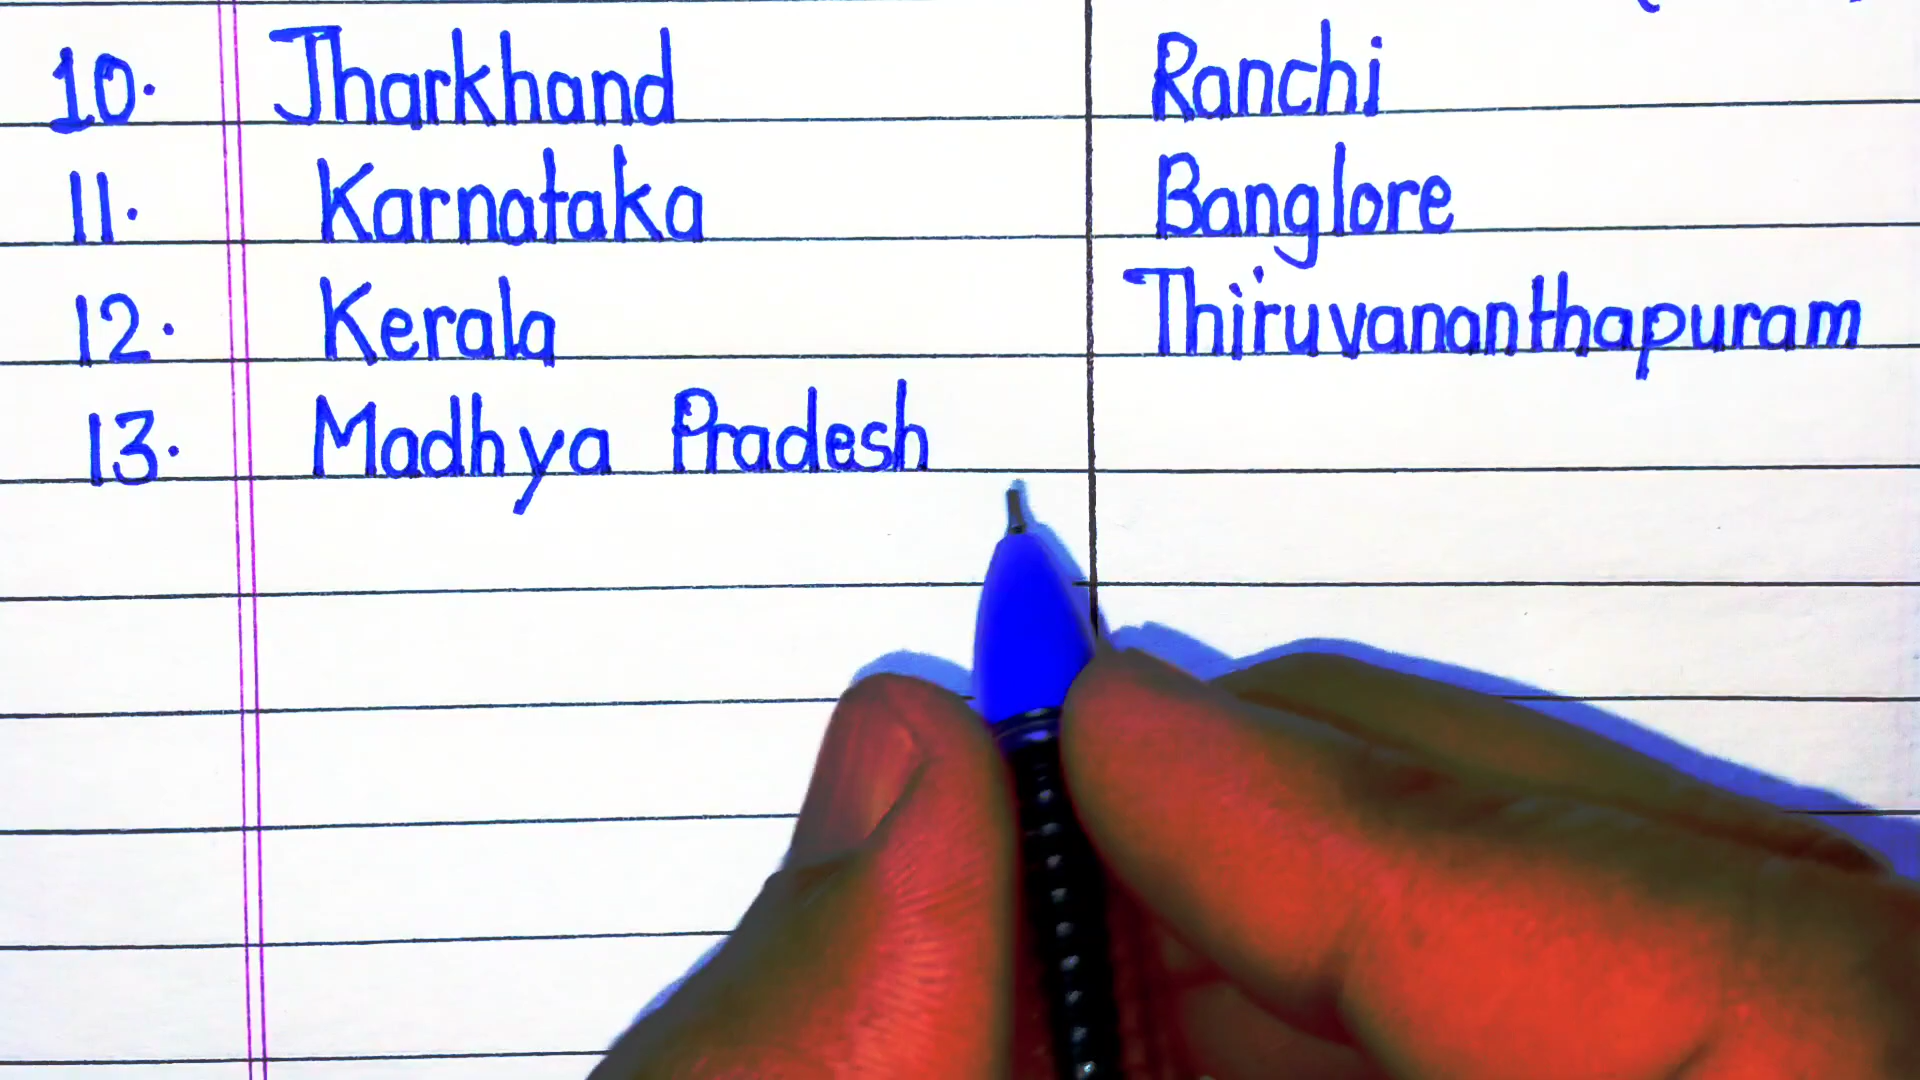 10. Jharkhand Ranchi
11. Karnataka Banglore
12. Kerala Thiruvananthapuram
13. Madhya Pradesh